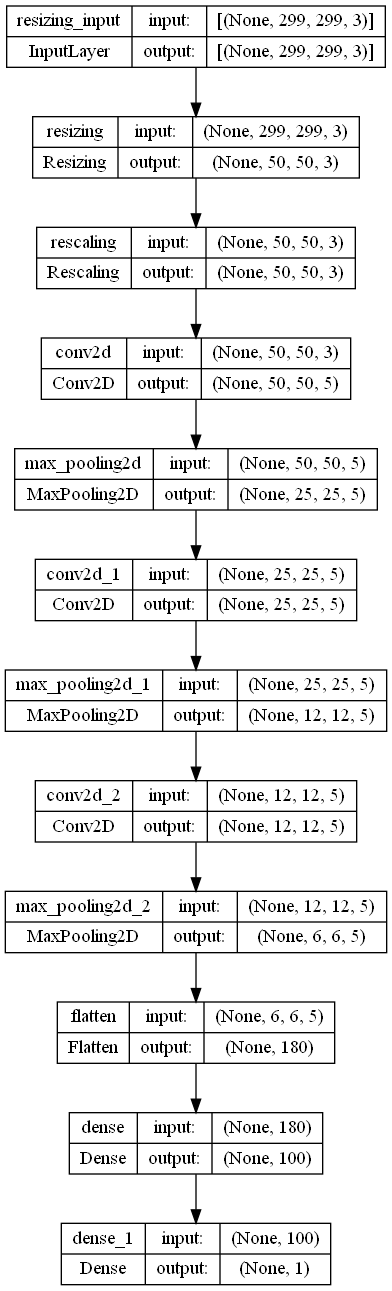 resizing_input input: [(None, 299, 299, 3)]
InputLayer output: [(None, 299, 299, 3)]
resizing input: (None, 299, 299, 3)
Resizing output: (None, 50, 50, 3)
rescaling input: (None, 50, 50, 3)
Rescaling output: (None, 50, 50, 3)
conv2d input: (None, 50, 50, 3)
Conv2D output: (None, 50, 50, 5)
max_pooling2d input: (None, 50, 50, 5)
MaxPooling2D output: (None, 25, 25, 5)
conv2d_1 input: (None, 25, 25, 5)
Conv2D output: (None, 25, 25, 5)
max_pooling2d_1 input: (None, 25, 25, 5)
MaxPooling2D output: (None, 12, 12, 5)
conv2d_2 input: (None, 12, 12, 5)
Conv2D output: (None, 12, 12, 5)
max_pooling2d_2 input: (None, 12, 12, 5)
MaxPooling2D output: (None, 6, 6, 5)
flatten input: (None, 6, 6, 5)
Flatten output: (None, 180)
dense input: (None, 180)
Dense output: (None, 100)
dense_1 input: (None, 100)
Dense output: (None, 1)